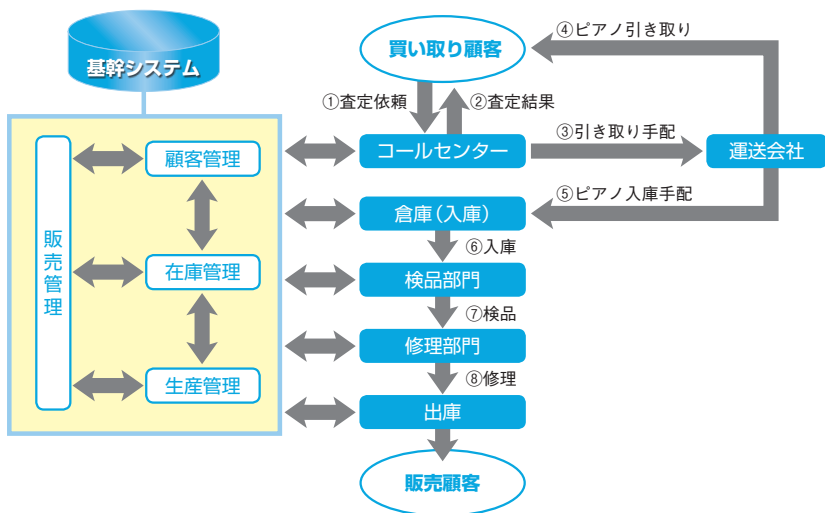 基幹システム
販売管理
顧客管理
在庫管理
生産管理
買い取り顧客
①査定依頼
②査定結果
コールセンター
③引き取り手配
運送会社
④ピアノ引き取り
⑤ピアノ入庫手配
倉庫（入庫）
⑥入庫
検品部門
⑦検品
修理部門
⑧修理
出庫
販売顧客